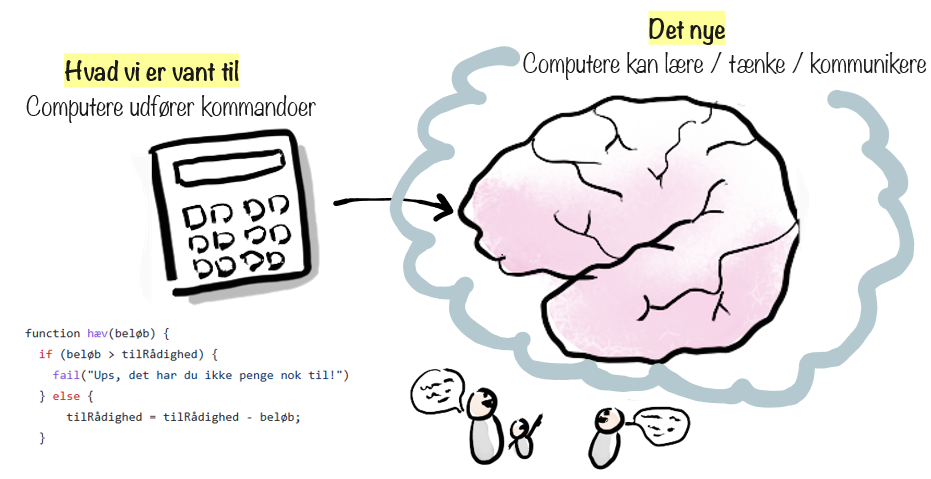 Hvad vi er vant til
Computere udfører kommandoer
function hæv(beløb) {
if (beløb > tilRådighed) {
fail("Ups, det har du ikke penge nok til!")
} else {
tilRådighed = tilRådighed - beløb;
}
Det nye
Computere kan lære / tænke / kommunikere